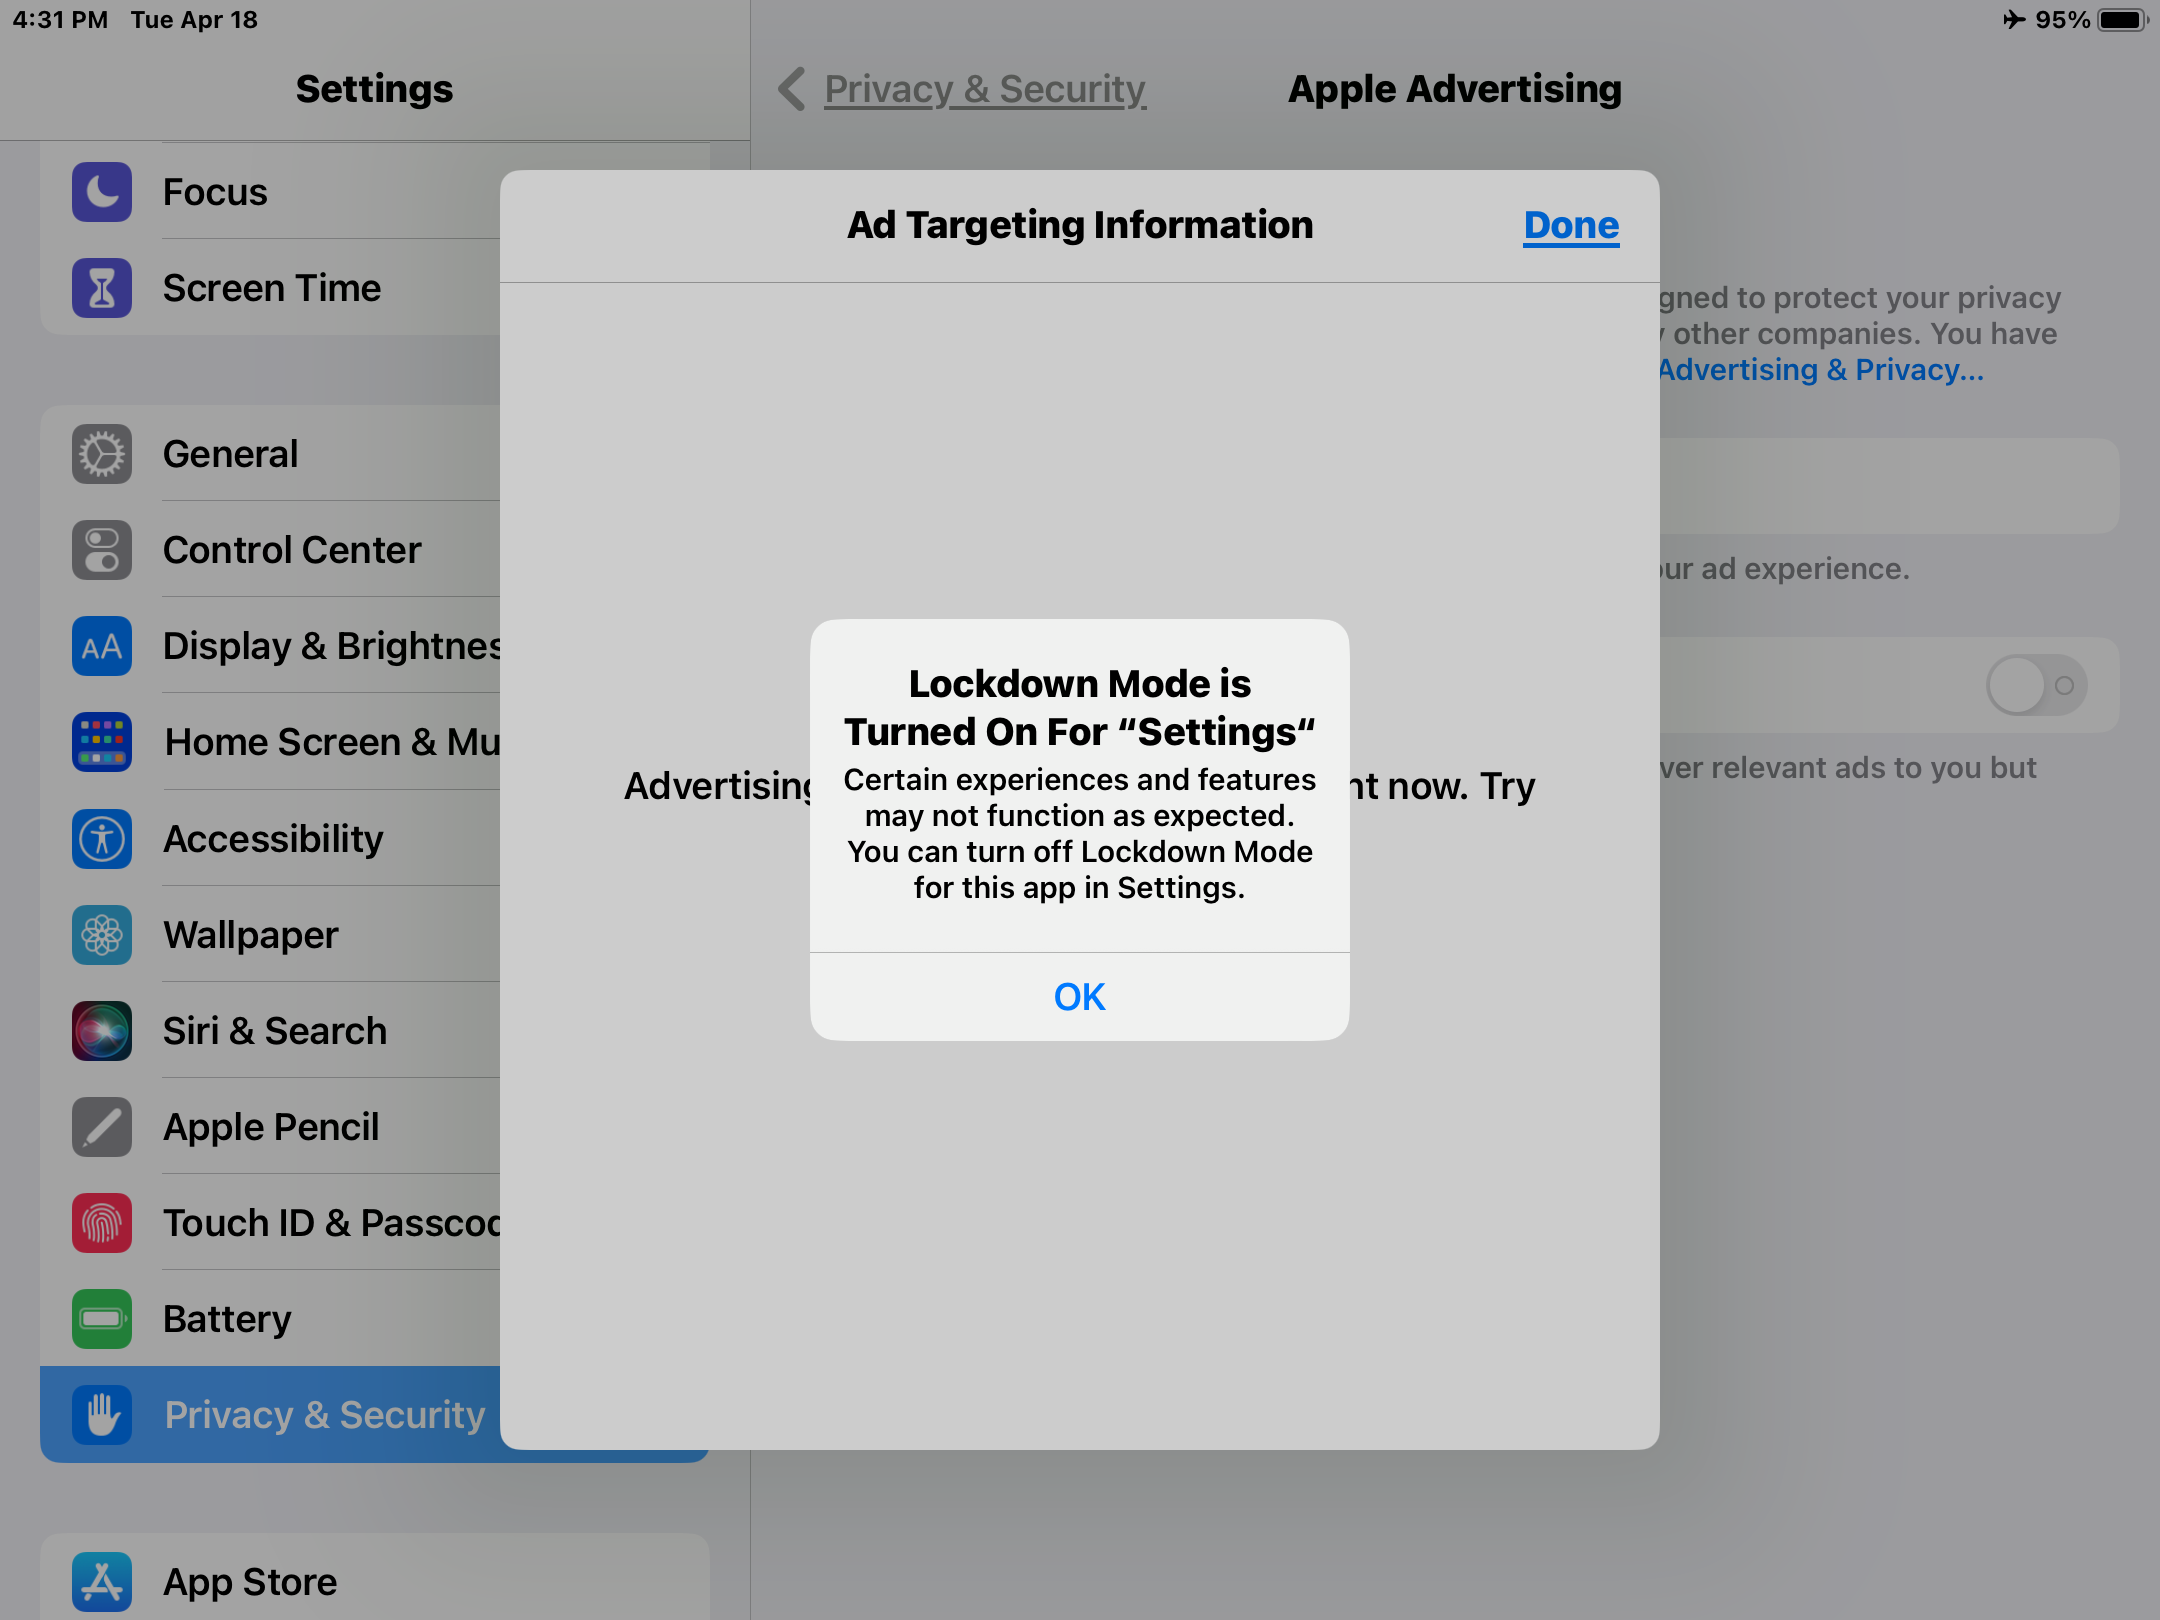 4:31 PM Tue Apr 18
95%
Settings
Focus
Screen Time
General
Control Center
Display & Brightnes
Home Screen & Mu
Accessibility
Wallpaper
Siri & Search
Apple Pencil
Touch ID & Passcod
Battery
Privacy & Security
App Store
Privacy & Security
Apple Advertising
gned to protect your privacy
other companies. You have
Advertising & Privacy...
our ad experience.
ver relevant ads to you but
Ad Targeting Information
Done
Advertising
ht now. Try
Lockdown Mode is
Turned On For “Settings“
Certain experiences and features
may not function as expected.
You can turn off Lockdown Mode
for this app in Settings.
OK